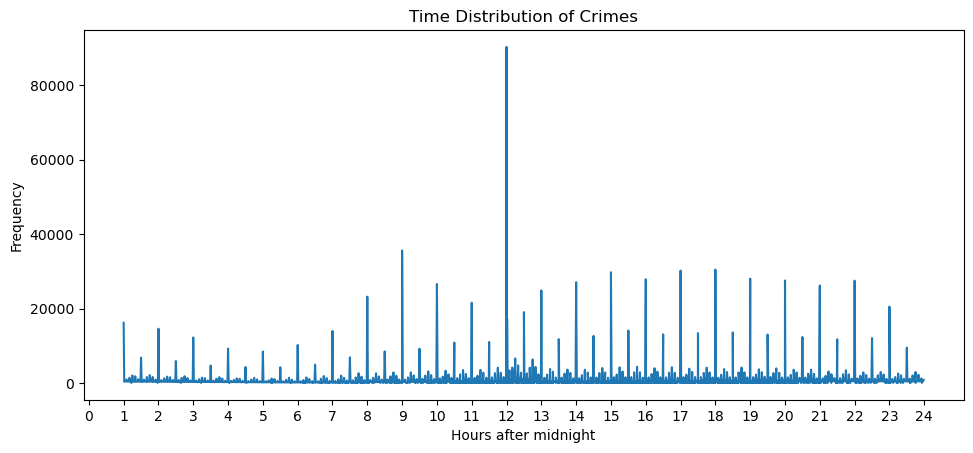 Time Distribution of Crimes
Frequency
80000
60000
40000
20000
0
0 1 2 3 4 5 6 7 8 9 10 11 12 13 14 15 16 17 18 19 20 21 22 23 24
Hours after midnight